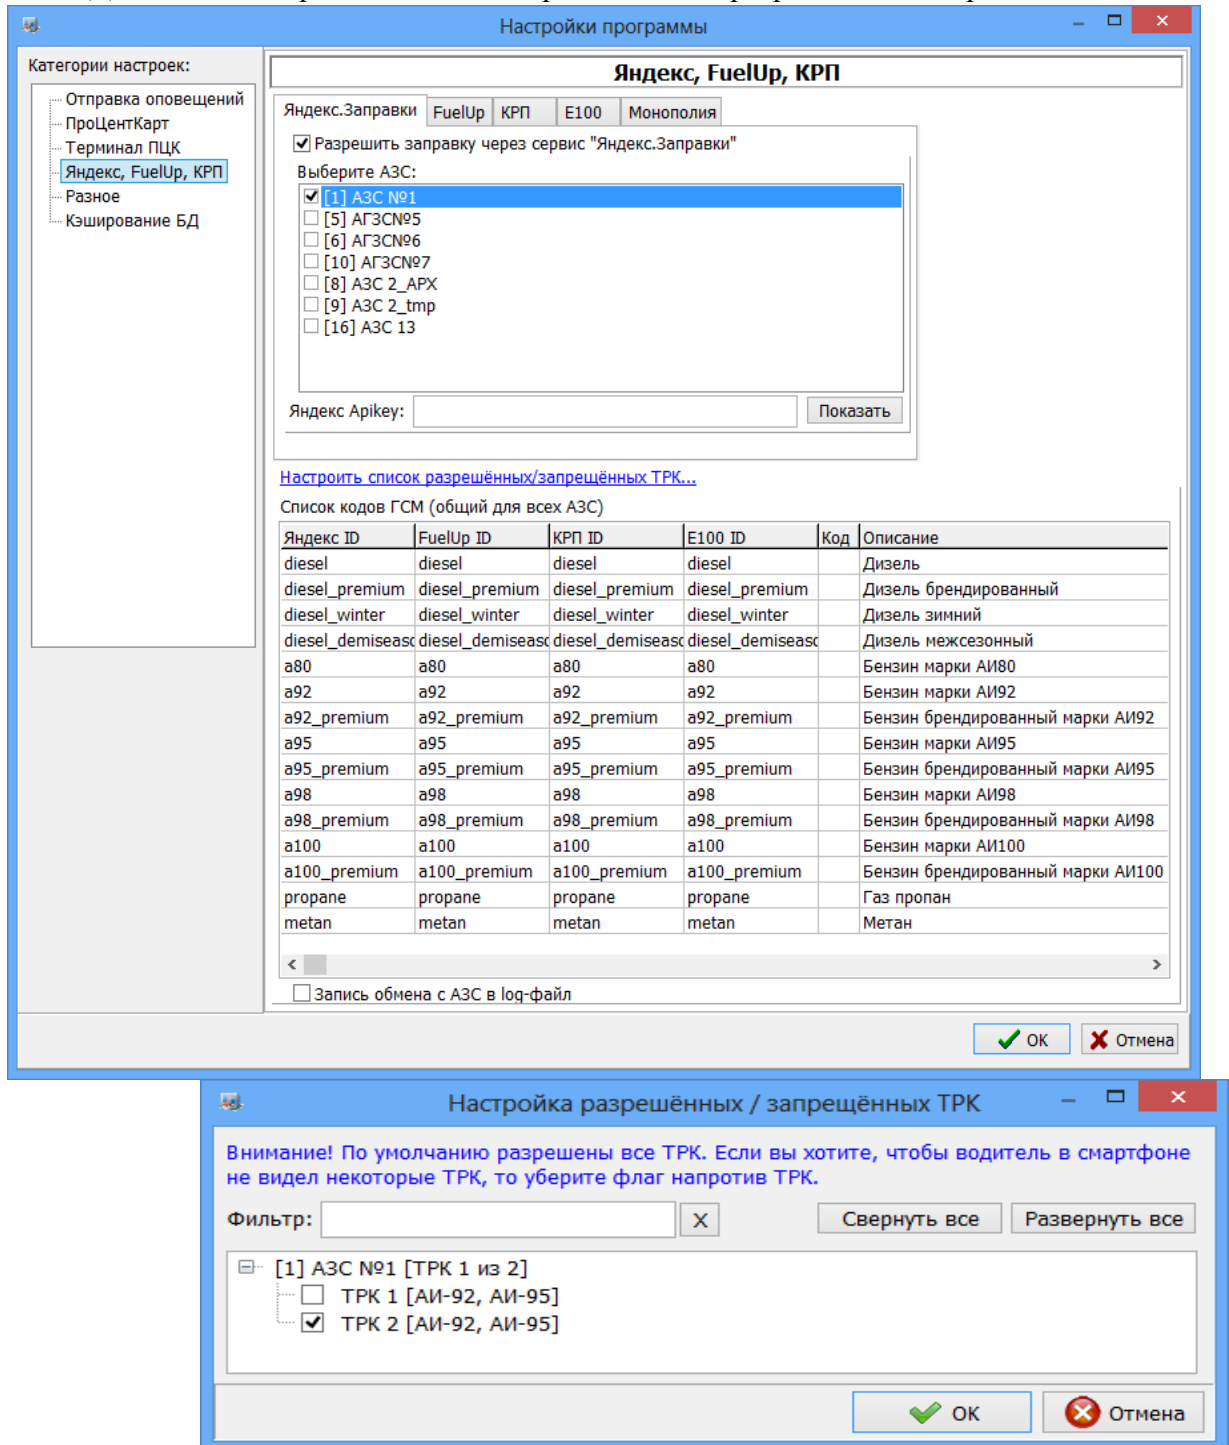 Настройки программы
Категории настроек:
Отправка оповещений
ПроЦентКарт
Терминал ПЦК
Яндекс, FuelUp, КРП
Разное
Кэширование БД
Яндекс, FuelUp, КРП
Яндекс.Заправки FuelUp КРП E100 Монополия
Разрешить заправку через сервис "Яндекс.Заправки"
Выберите АЗС:
[1] АЗС №1
[5] АГЗС№5
[6] АГЗС№6
[10] АГЗС№7
[8] АЗС 2_АРХ
[9] АЗС 2_tmp
[16] АЗС 13
Яндекс Apikey: Показать
Настроить список разрешённых/запрещённых ТРК...
Список кодов ГСМ (общий для всех АЗС)
Яндекс ID FuelUp ID КРП ID E100 ID Код Описание
diesel diesel diesel diesel Дизель
diesel_premium diesel_premium diesel_premium diesel_premium Дизель брендированный
diesel_winter diesel_winter diesel_winter diesel_winter Дизель зимний
diesel_demiseasc diesel_demiseasc diesel_demiseasc diesel_demiseasc Дизель межсезонный
a80 a80 a80 a80 Бензин марки АИ80
a92 a92 a92 a92 Бензин марки АИ92
a92_premium a92_premium a92_premium a92_premium Бензин брендированный марки АИ92
a95 a95 a95 a95 Бензин марки АИ95
a95_premium a95_premium a95_premium a95_premium Бензин брендированный марки АИ95
a98 a98 a98 a98 Бензин марки АИ98
a98_premium a98_premium a98_premium a98_premium Бензин брендированный марки АИ98
a100 a100 a100 a100 Бензин марки АИ100
a100_premium a100_premium a100_premium a100_premium Бензин брендированный марки АИ100
propane propane propane propane Газ пропан
metan metan metan metan Метан
Запись обмена с АЗС в log-файл
ОК Отмена
Настройка разрешённых / запрещённых ТРК
Внимание! По умолчанию разрешены все ТРК. Если вы хотите, чтобы водитель в смартфоне
не видел некоторые ТРК, то уберите флаг напротив ТРК.
Фильтр: X Свернуть все Развернуть все
[1] АЗС №1 [ТРК 1 из 2]
ТРК 1 [АИ-92, АИ-95]
ТРК 2 [АИ-92, АИ-95]
ОК Отмена